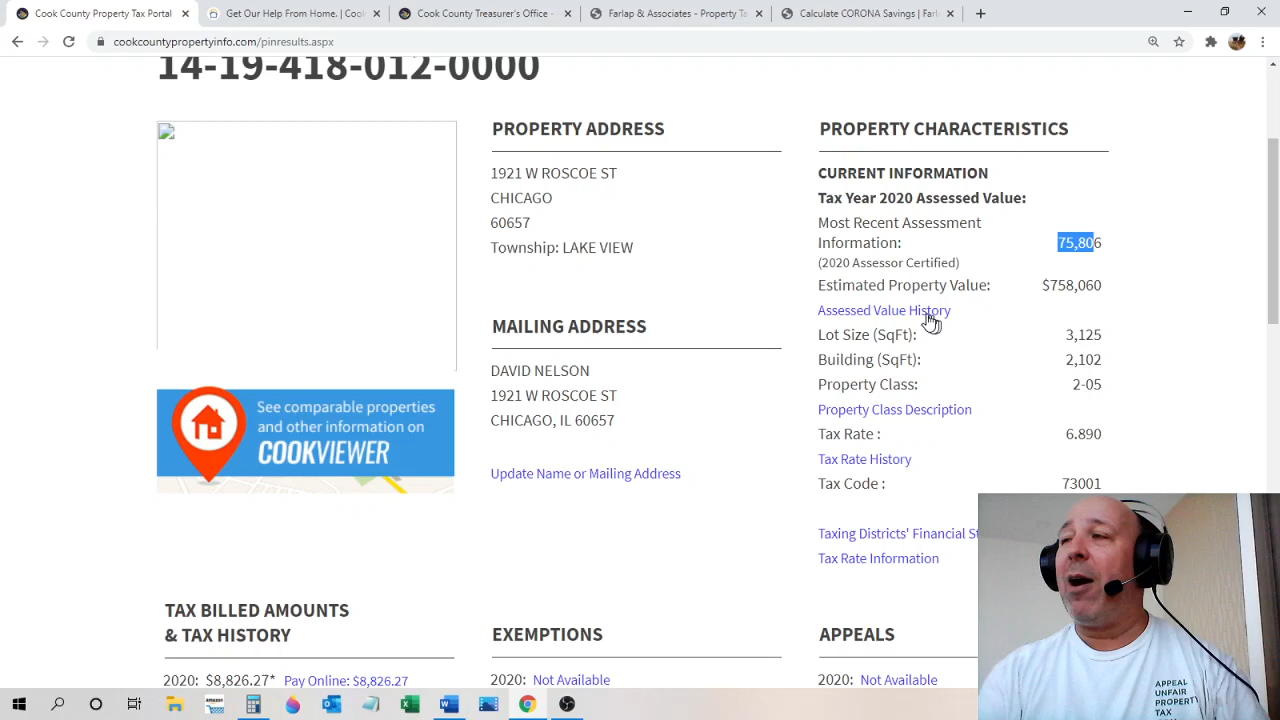 Cook County Property Tax Portal
Get Our Help From Home. | Cook
Cook County Treasurer's Office -
Farlap & Associates - Property Ta
Calculate CORONA Savings | Farl
cookcountypropertyinfo.com/pinresults.aspx
14-19-418-012-0000
PROPERTY ADDRESS
1921 W ROSCOE ST
CHICAGO
60657
Township: LAKE VIEW
MAILING ADDRESS
DAVID NELSON
1921 W ROSCOE ST
CHICAGO, IL 60657
Update Name or Mailing Address
PROPERTY CHARACTERISTICS
CURRENT INFORMATION
Tax Year 2020 Assessed Value:
Most Recent Assessment
Information: 75,806
(2020 Assessor Certified)
Estimated Property Value: $758,060
Assessed Value History
Lot Size (SqFt): 3,125
Building (SqFt): 2,102
Property Class: 2-05
Property Class Description
Tax Rate : 6.890
Tax Rate History
Tax Code : 73001
Taxing Districts' Financial St
Tax Rate Information
See comparable properties
and other information on
COOKVIEWER
TAX BILLED AMOUNTS
& TAX HISTORY
2020: $8,826.27* Pay Online: $8,826.27
EXEMPTIONS
2020: Not Available
APPEALS
2020: Not Available
APPEAL
UNFAIR
PROPERTY
TAX
amazon